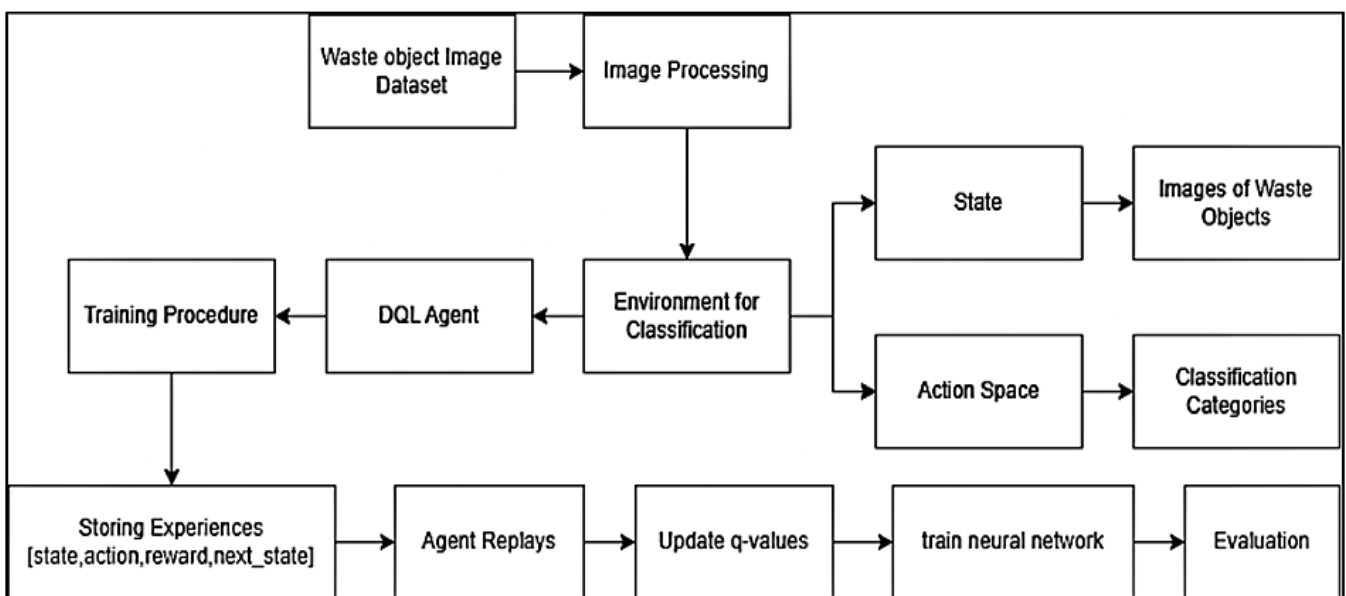 Waste object Image
Dataset
Image Processing
State
Images of Waste
Objects
Training Procedure
DQL Agent
Environment for
Classification
Action Space
Classification
Categories
Storing Experiences
[state,action,reward,next_state]
Agent Replays
Update q-values
train neural network
Evaluation